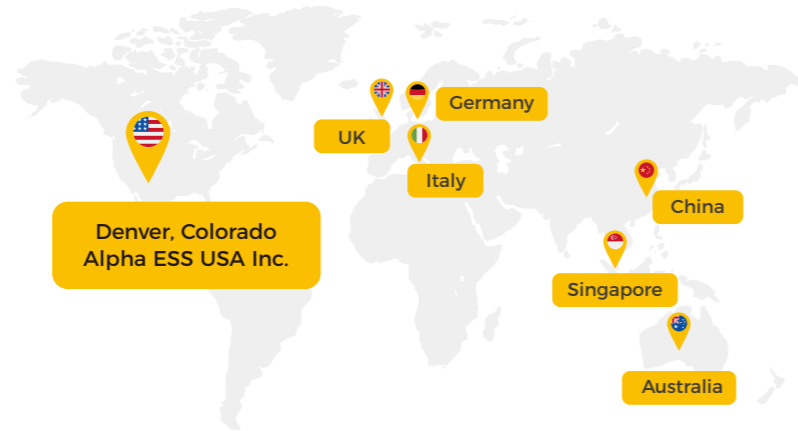 Germany
UK
Italy
China
Denver, Colorado
Alpha ESS USA Inc.
Singapore
Australia